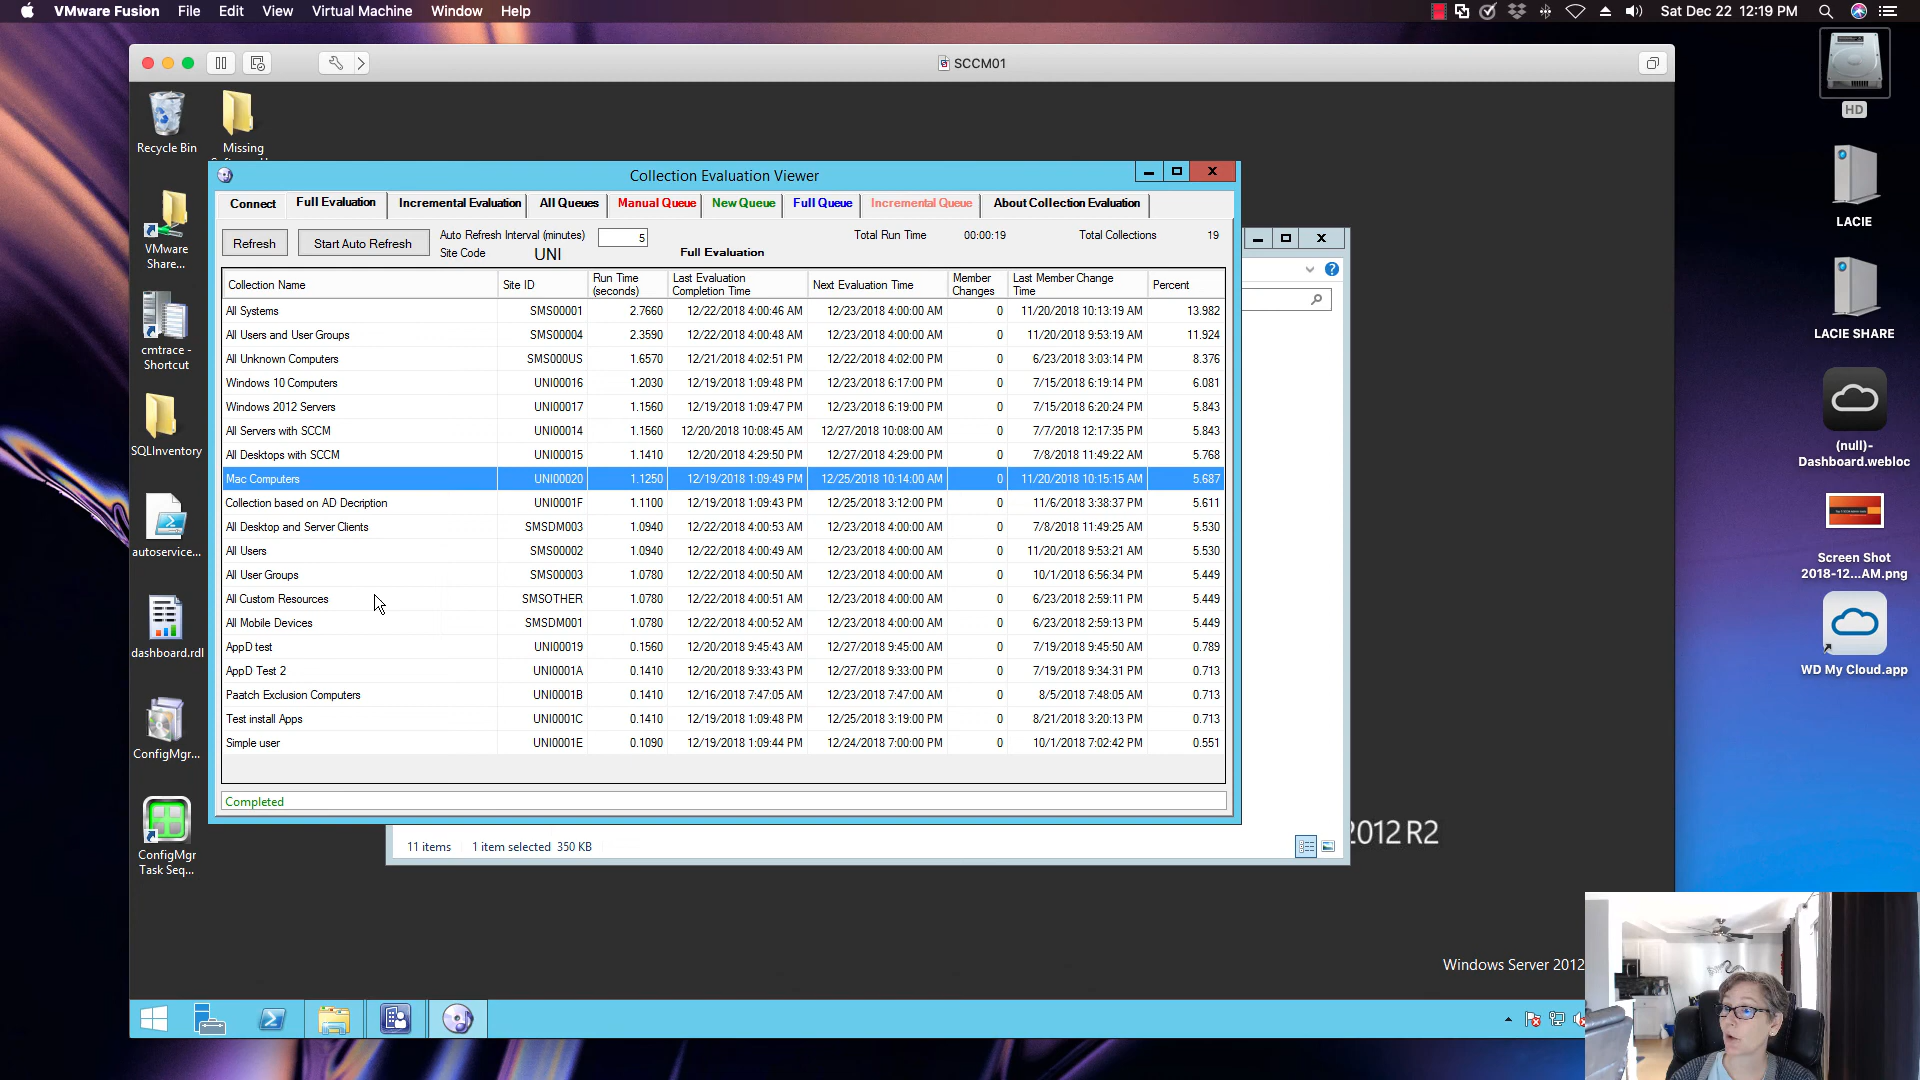 VMware Fusion File Edit View Virtual Machine Window Help
Sat Dec 22 12:19 PM
SCCM01
Recycle Bin
Missing
VMware
Share...
cmtrace -
Shortcut
SQLInventory
autoservice...
dashboard.rdl
ConfigMgr...
ConfigMgr
Task Seq...
Collection Evaluation Viewer
Connect Full Evaluation Incremental Evaluation All Queues Manual Queue New Queue Full Queue Incremental Queue About Collection Evaluation
Refresh Start Auto Refresh Auto Refresh Interval (minutes) 5 Total Run Time 00:00:19 Total Collections 19
Site Code UNI Full Evaluation
Collection Name Site ID Run Time (seconds) Last Evaluation Completion Time Next Evaluation Time Member Changes Last Member Change Time Percent
All Systems SMS00001 2.7660 12/22/2018 4:00:46 AM 12/23/2018 4:00:00 AM 0 11/20/2018 10:13:19 AM 13.982
All Users and User Groups SMS00004 2.3590 12/22/2018 4:00:48 AM 12/23/2018 4:00:00 AM 0 11/20/2018 9:53:19 AM 11.924
All Unknown Computers SMS000US 1.6570 12/21/2018 4:02:51 PM 12/22/2018 4:02:00 PM 0 6/23/2018 3:03:14 PM 8.376
Windows 10 Computers UNI00016 1.2030 12/19/2018 1:09:48 PM 12/23/2018 6:17:00 PM 0 7/15/2018 6:19:14 PM 6.081
Windows 2012 Servers UNI00017 1.1560 12/19/2018 1:09:47 PM 12/23/2018 6:19:00 PM 0 7/15/2018 6:20:24 PM 5.843
All Servers with SCCM UNI00014 1.1560 12/20/2018 10:08:45 AM 12/27/2018 10:08:00 AM 0 7/7/2018 12:17:35 PM 5.843
All Desktops with SCCM UNI00015 1.1410 12/20/2018 4:29:50 PM 12/27/2018 4:29:00 PM 0 7/8/2018 11:49:22 AM 5.768
Mac Computers UNI00020 1.1250 12/19/2018 1:09:49 PM 12/25/2018 10:14:00 AM 0 11/20/2018 10:15:15 AM 5.687
Collection based on AD Decription UNI0001F 1.1100 12/19/2018 1:09:43 PM 12/25/2018 3:12:00 PM 0 11/6/2018 3:38:37 PM 5.611
All Desktop and Server Clients SMSDM003 1.0940 12/22/2018 4:00:53 AM 12/23/2018 4:00:00 AM 0 7/8/2018 11:49:25 AM 5.530
All Users SMS00002 1.0940 12/22/2018 4:00:49 AM 12/23/2018 4:00:00 AM 0 11/20/2018 9:53:21 AM 5.530
All User Groups SMS00003 1.0780 12/22/2018 4:00:50 AM 12/23/2018 4:00:00 AM 0 10/1/2018 6:56:34 PM 5.449
All Custom Resources SMSOTHER 1.0780 12/22/2018 4:00:51 AM 12/23/2018 4:00:00 AM 0 6/23/2018 2:59:11 PM 5.449
All Mobile Devices SMSDM001 1.0780 12/22/2018 4:00:52 AM 12/23/2018 4:00:00 AM 0 6/23/2018 2:59:13 PM 5.449
AppD test UNI00019 0.1560 12/20/2018 9:45:43 AM 12/27/2018 9:45:00 AM 0 7/19/2018 9:45:50 AM 0.789
AppD Test 2 UNI0001A 0.1410 12/20/2018 9:33:43 PM 12/27/2018 9:33:00 PM 0 7/19/2018 9:34:31 PM 0.713
Paatch Exclusion Computers UNI0001B 0.1410 12/16/2018 7:47:05 AM 12/23/2018 7:47:00 AM 0 8/5/2018 7:48:05 AM 0.713
Test install Apps UNI0001C 0.1410 12/19/2018 1:09:48 PM 12/25/2018 3:19:00 PM 0 8/21/2018 3:20:13 PM 0.713
Simple user UNI0001E 0.1090 12/19/2018 1:09:44 PM 12/24/2018 7:00:00 PM 0 10/1/2018 7:02:42 PM 0.551
Completed
11 items 1 item selected 350 KB
2012 R2
Windows Server 2012
HD
LACIE
LACIE SHARE
(null)-
Dashboard.webloc
Screen Shot
2018-12...AM.png
WD My Cloud.app